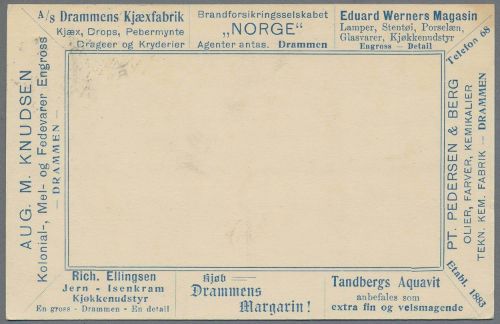 A/s Drammens Kjæxfabrik
Kjæx, Drops, Pebermynte
Drageer og Kryderier
Brandforsikringsselskabet
„NORGE”
Agenter antas. Drammen
Eduard Werners Magasin
Lamper, Stentøi, Porselæn,
Glasvarer, Kjøkkenudstyr
Engross — Detail
Telefon 68
PT. PEDERSEN & BERG
OLIER, FARVER, KEMIKALIER
TEKN. KEM. FABRIK — DRAMMEN
Etabl. 1883
AUG. M. KNUDSEN
Kolonial-, Mel- og Fedevarer Engross
— DRAMMEN —
Rich. Ellingsen
Jern - Isenkram
Kjøkkenudstyr
En gross - Drammen - En detail
Kjøb
Drammens
Margarin!
Tandbergs Aquavit
anbefales som
extra fin og velsmagende